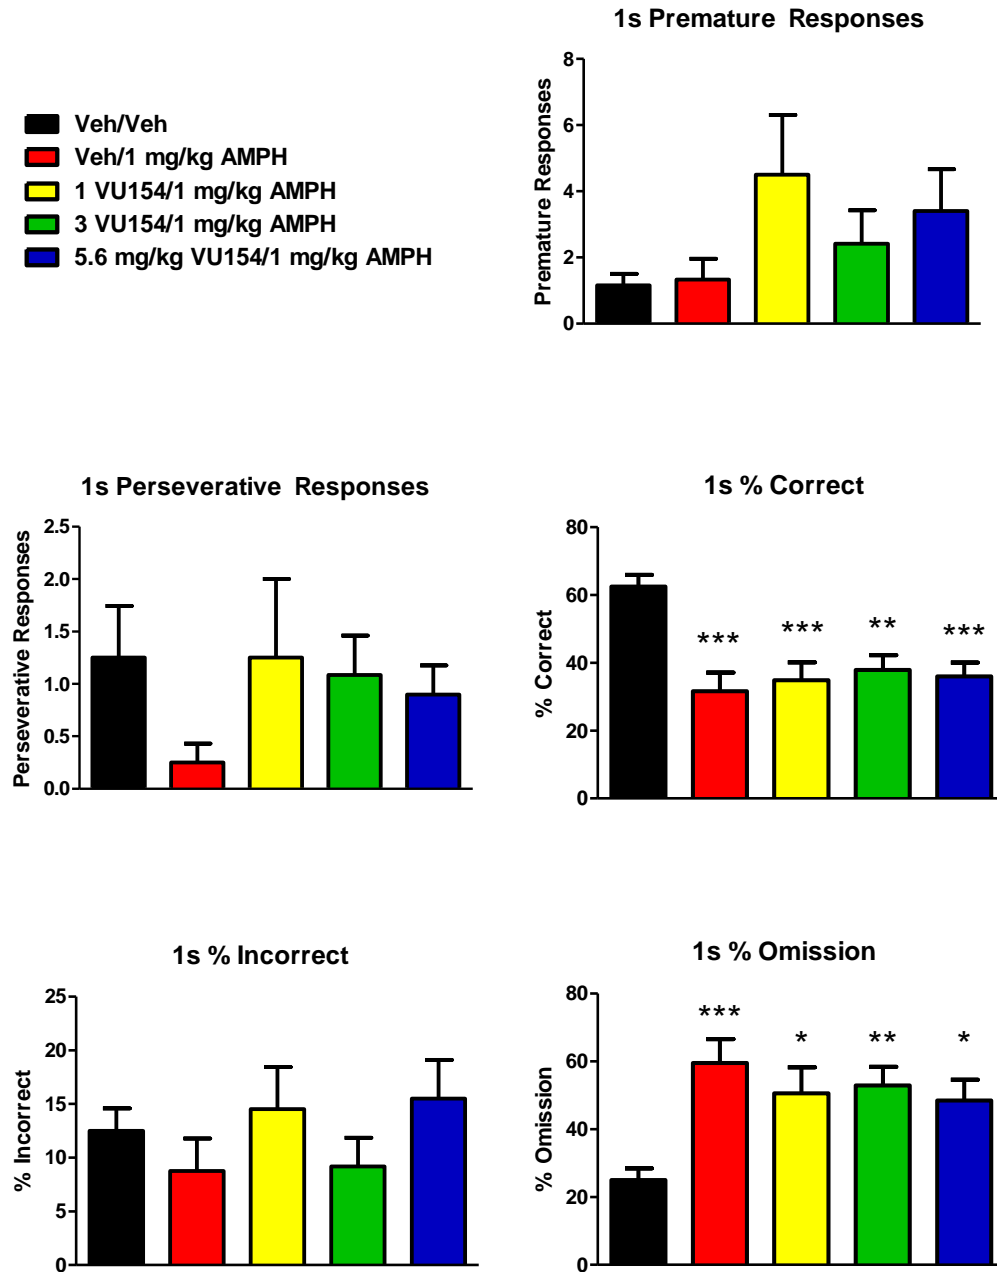 1s Premature Responses
Premature Responses
8
6
4
2
0
Veh/Veh
Veh/1 mg/kg AMPH
1 VU154/1 mg/kg AMPH
3 VU154/1 mg/kg AMPH
5.6 mg/kg VU154/1 mg/kg AMPH
1s Perseverative Responses
Perseverative Responses
2.5
2.0
1.5
1.0
0.5
0.0
1s % Correct
% Correct
80
60
40
20
0
*** *** ** ***
1s % Incorrect
% Incorrect
25
20
15
10
5
0
1s % Omission
% Omission
80
60
40
20
0
*** * ** *